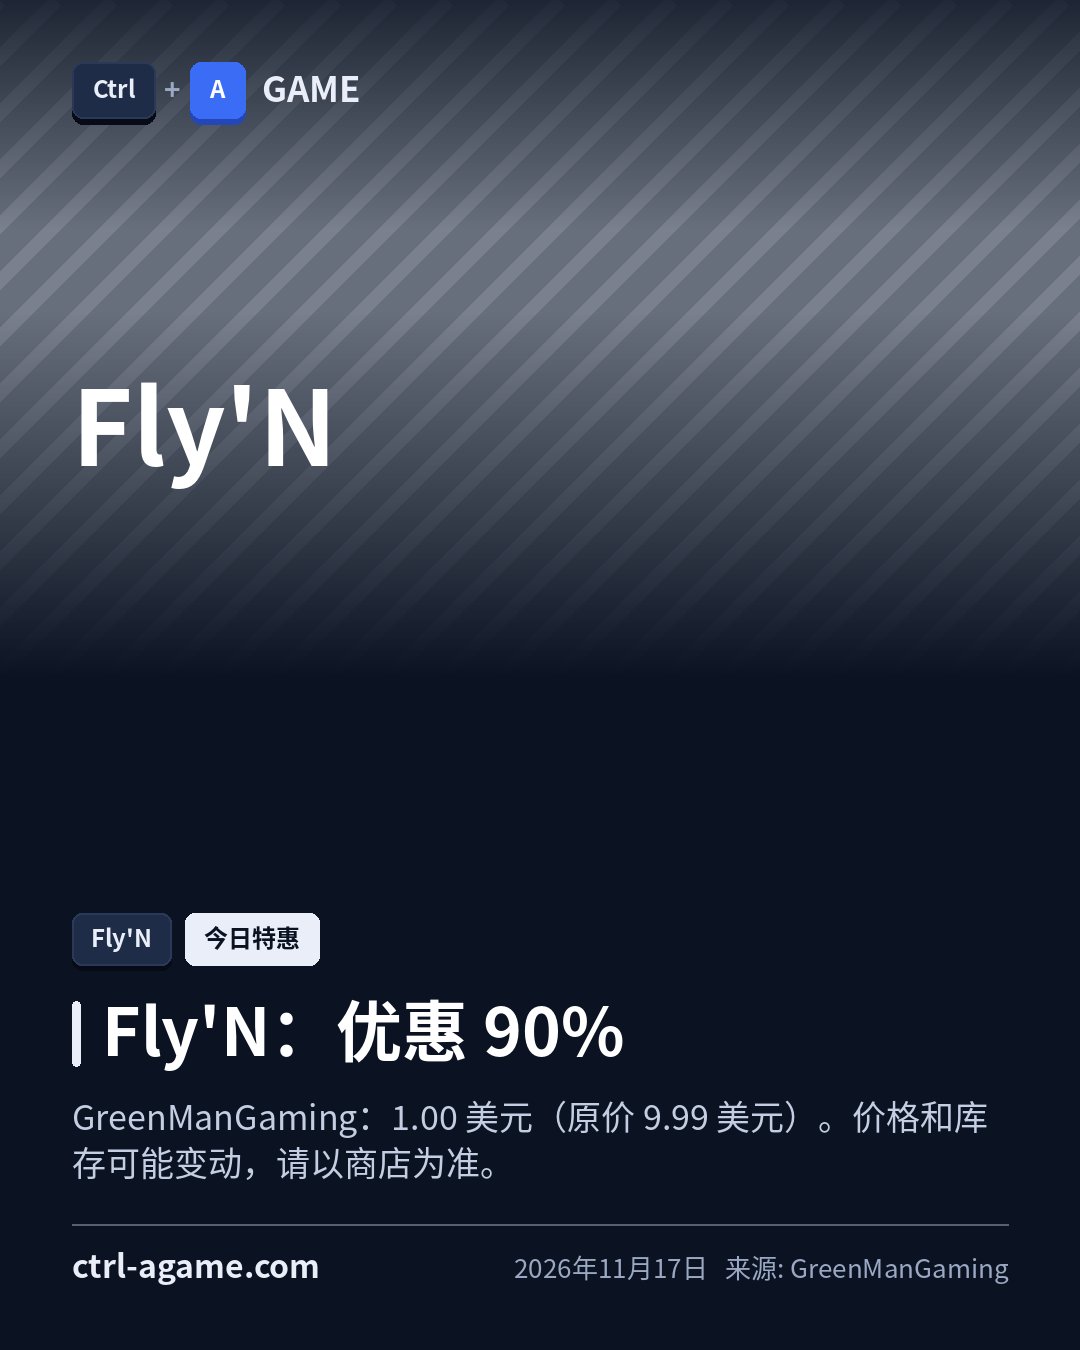 Ctrl + A GAME
Fly'N
Fly'N 今日特惠
Fly'N：优惠 90%
GreenManGaming：1.00 美元（原价 9.99 美元）。价格和库
存可能变动，请以商店为准。
ctrl-agame.com 2026年11月17日 来源: GreenManGaming